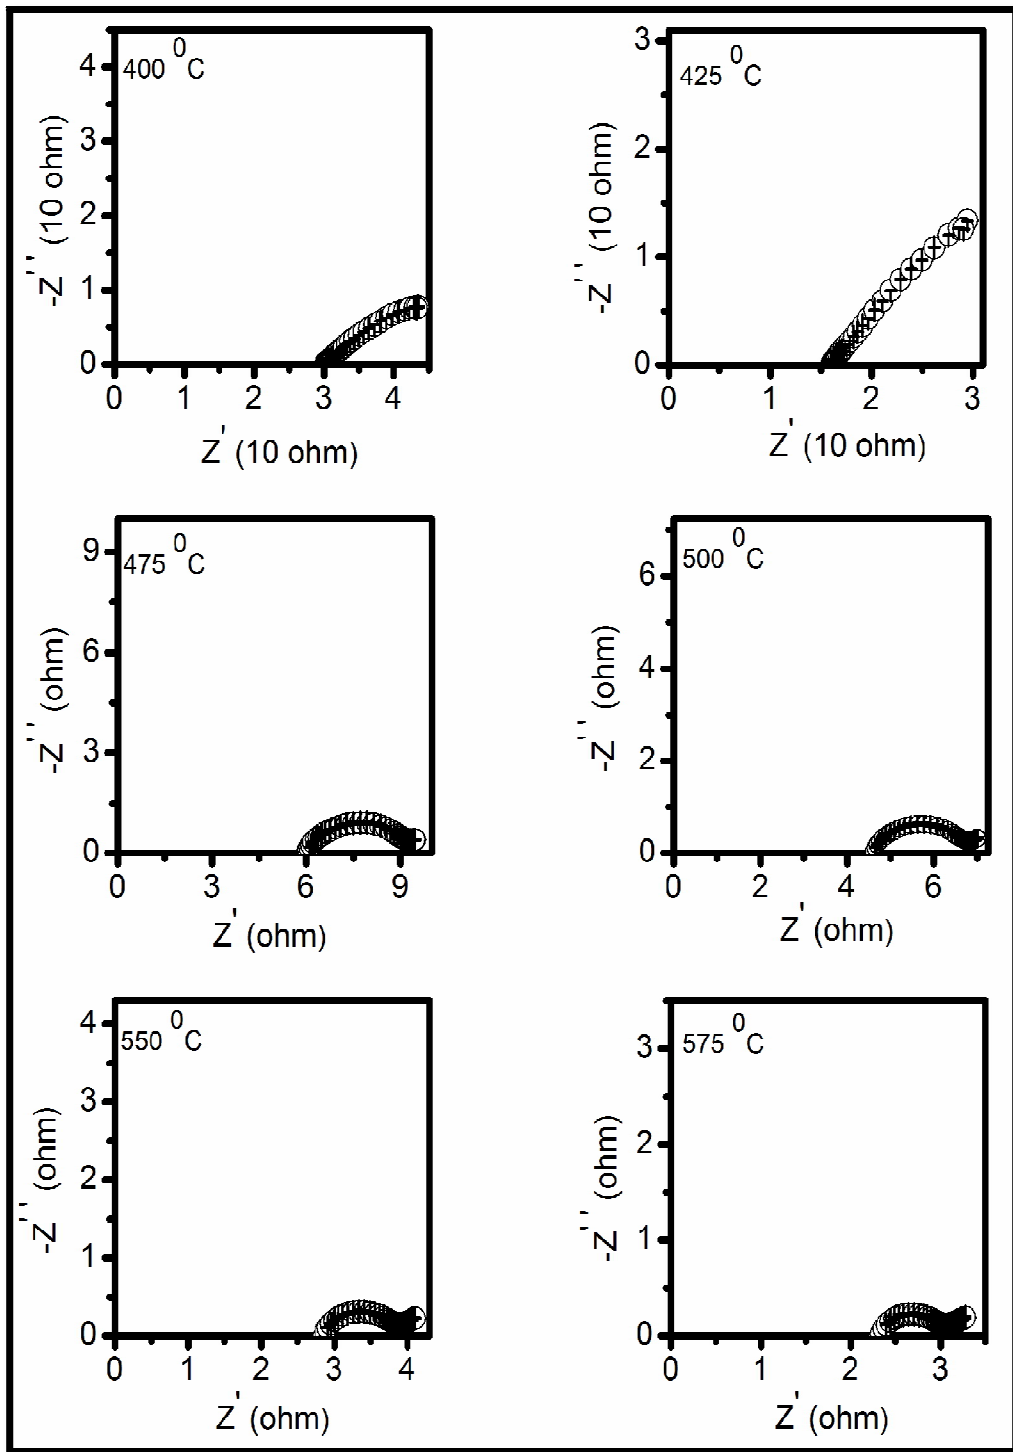 400 ⁰C
-Z'' (10 ohm)
4
3
2
1
0
0 1 2 3 4
Z' (10 ohm)
425 ⁰C
-Z'' (10 ohm)
3
2
1
0
0 1 2 3
Z' (10 ohm)
475 ⁰C
-Z'' (ohm)
9
6
3
0
0 3 6 9
Z' (ohm)
500 ⁰C
-Z'' (ohm)
6
4
2
0
0 2 4 6
Z' (ohm)
550 ⁰C
-Z'' (ohm)
4
3
2
1
0
0 1 2 3 4
Z' (ohm)
575 ⁰C
-Z'' (ohm)
3
2
1
0
0 1 2 3
Z' (ohm)